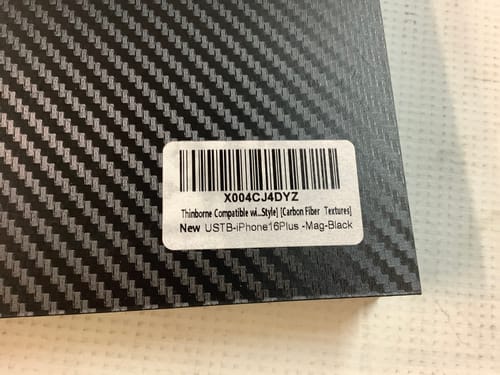 X004CJ4DYZ
Thinborne Compatible wi...Style] [Carbon Fiber Textures]
New USTB-iPhone16Plus -Mag-Black